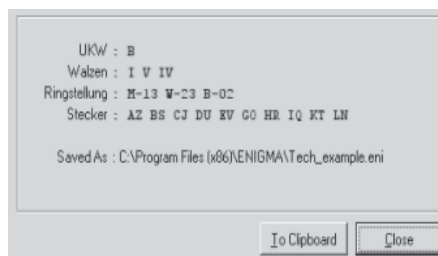 UKW : B
Walzen : I V IV
Ringstellung : M-13 W-23 B-02
Stecker : AZ BS CJ DU EV GO HR IQ KT LN
Saved As : C:\Program Files (x86)\ENIGMA\Tech_example.eni
To Clipboard Close